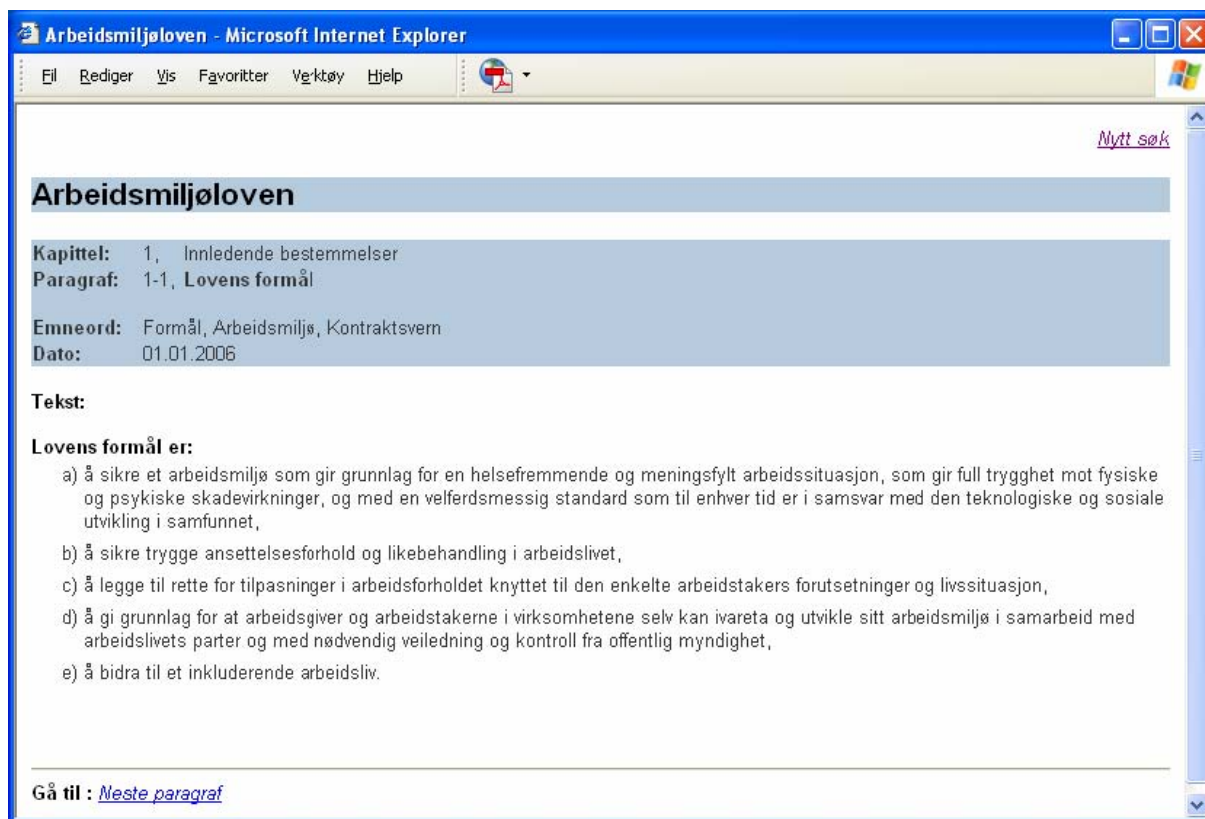 Arbeidsmiljøloven - Microsoft Internet Explorer
Fil Rediger Vis Favoritter Verktøy Hjelp
Nytt søk
Arbeidsmiljøloven
Kapittel: 1, Innledende bestemmelser
Paragraf: 1-1, Lovens formål
Emneord: Formål, Arbeidsmiljø, Kontraktsvern
Dato: 01.01.2006
Tekst:
Lovens formål er:
a) å sikre et arbeidsmiljø som gir grunnlag for en helsefremmende og meningsfylt arbeidssituasjon, som gir full trygghet mot fysiske
og psykiske skadevirkninger, og med en velferdsmessig standard som til enhver tid er i samsvar med den teknologiske og sosiale
utvikling i samfunnet,
b) å sikre trygge ansettelsesforhold og likebehandling i arbeidslivet,
c) å legge til rette for tilpasninger i arbeidsforholdet knyttet til den enkelte arbeidstakers forutsetninger og livssituasjon,
d) å gi grunnlag for at arbeidsgiver og arbeidstakerne i virksomhetene selv kan ivareta og utvikle sitt arbeidsmiljø i samarbeid med
arbeidslivets parter og med nødvendig veiledning og kontroll fra offentlig myndighet,
e) å bidra til et inkluderende arbeidsliv.
Gå til : Neste paragraf